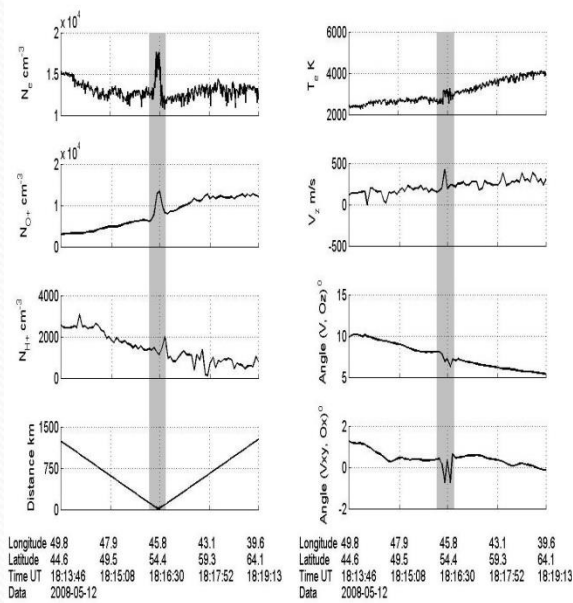 2 x 10⁴
1.5
1
Nₑ cm⁻³
6000
4000
2000
Tₑ K
2 x 10⁴
1
0
N_O+ cm⁻³
500
0
-500
V_z m/s
4000
2000
0
N_H+ cm⁻³
15
10
5
Angle (V, Oz)⁰
1500
750
0
Distance km
2
0
-2
Angle (Vxy, Ox)⁰
Longitude 49.8 47.9 45.8 43.1 39.6
Latitude 44.6 49.5 54.4 59.3 64.1
Time UT 18:13:46 18:15:08 18:16:30 18:17:52 18:19:13
Data 2008-05-12
Longitude 49.8 47.9 45.8 43.1 39.6
Latitude 44.6 49.5 54.4 59.3 64.1
Time UT 18:13:46 18:15:08 18:16:30 18:17:52 18:19:13
Data 2008-05-12